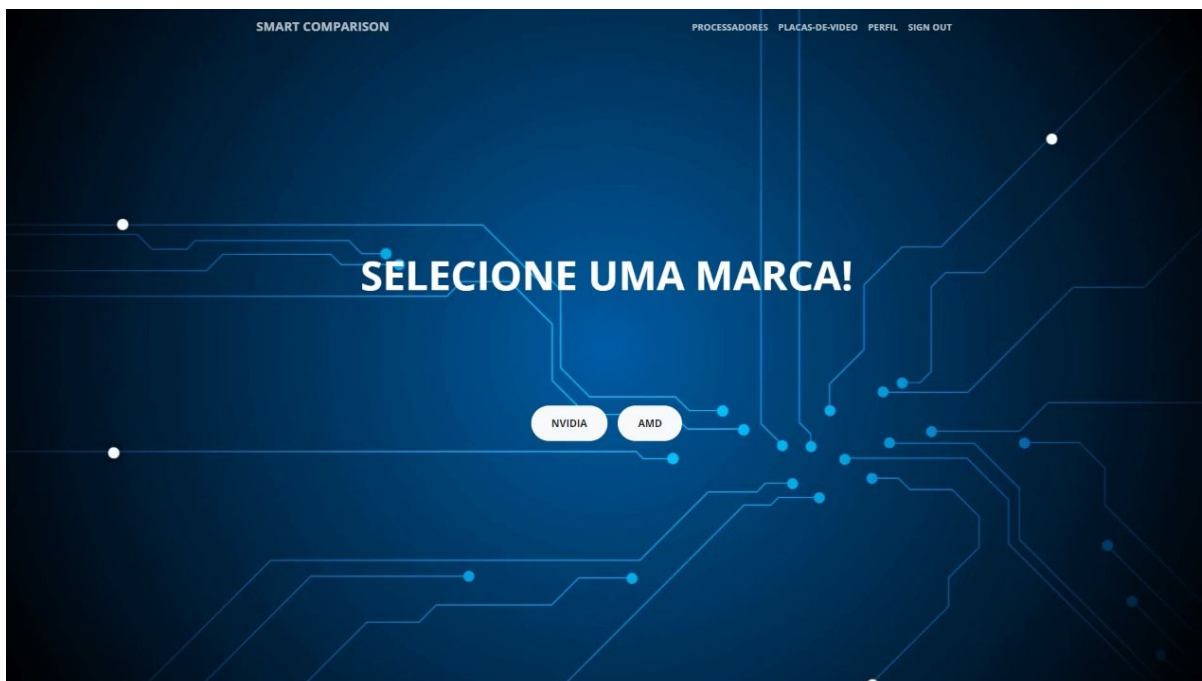 SMART COMPARISON
PROCESSADORES PLACAS-DE-VIDEO PERFIL SIGN OUT
SELECIONE UMA MARCA!
NVIDIA AMD